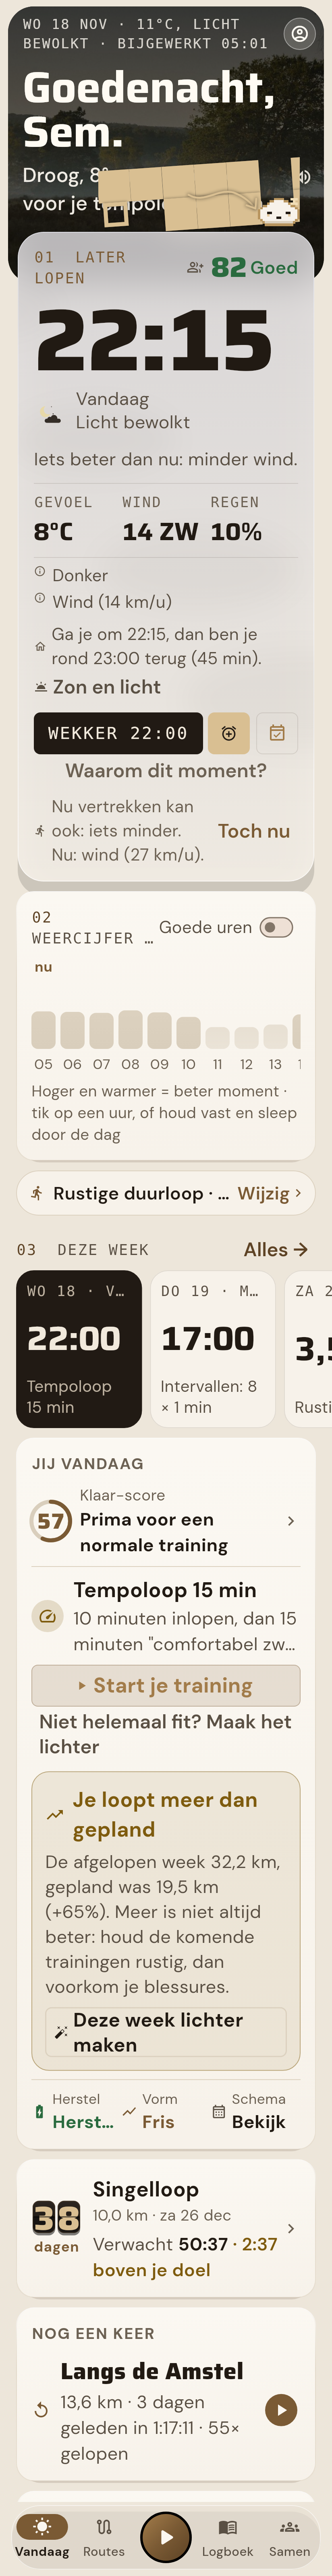 WO 18 NOV · 11°C, LICHT
BEWOLKT · BIJGEWERKT 05:01
Goedenacht,
Sem.
Droog, 8°
voor je tempolo
01 LATER
LOPEN
82 Goed
22:15
Vandaag
Licht bewolkt
Iets beter dan nu: minder wind.
GEVOEL WIND REGEN
8°C 14 ZW 10%
Donker
Wind (14 km/u)
Ga je om 22:15, dan ben je
rond 23:00 terug (45 min).
Zon en licht
WEKKER 22:00
Waarom dit moment?
Nu vertrekken kan
ook: iets minder.
Nu: wind (27 km/u).
Toch nu
02
WEERCIJFER …
Goede uren
nu
05 06 07 08 09 10 11 12 13 1
Hoger en warmer = beter moment ·
tik op een uur, of houd vast en sleep
door de dag
Rustige duurloop · … Wijzig
03 DEZE WEEK Alles
WO 18 · V…
22:00
Tempoloop
15 min
DO 19 · M…
17:00
Intervallen: 8
× 1 min
ZA 2
3,5
Rusti
JIJ VANDAAG
57
Klaar-score
Prima voor een
normale training
Tempoloop 15 min
10 minuten inlopen, dan 15
minuten "comfortabel zw…
Start je training
Niet helemaal fit? Maak het
lichter
Je loopt meer dan
gepland
De afgelopen week 32,2 km,
gepland was 19,5 km
(+65%). Meer is niet altijd
beter: houd de komende
trainingen rustig, dan
voorkom je blessures.
Deze week lichter
maken
Herstel Vorm Schema
Herst… Fris Bekijk
38
dagen
Singelloop
10,0 km · za 26 dec
Verwacht 50:37 · 2:37
boven je doel
NOG EEN KEER
Langs de Amstel
13,6 km · 3 dagen
geleden in 1:17:11 · 55×
gelopen
Vandaag Routes Logboek Samen